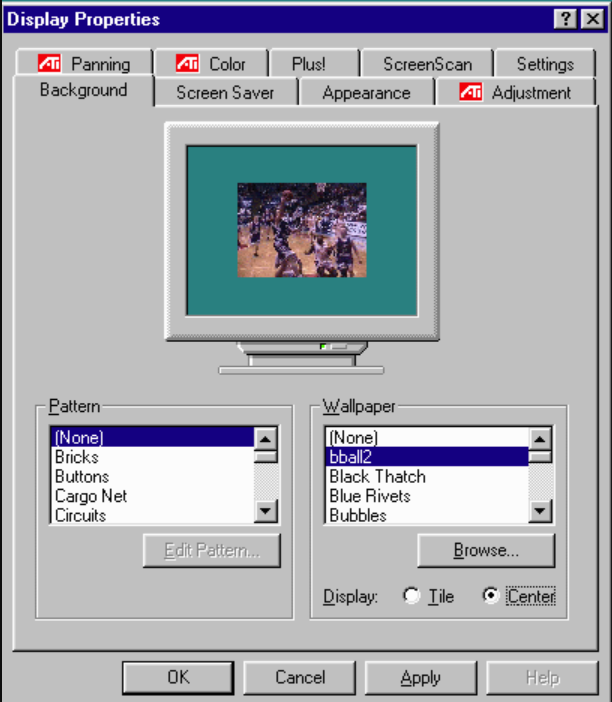 Display Properties
ATI Panning
ATI Color
Plus!
ScreenScan
Settings
Background
Screen Saver
Appearance
ATI Adjustment
Pattern
(None)
Bricks
Buttons
Cargo Net
Circuits
Edit Pattern...
Wallpaper
(None)
bball2
Black Thatch
Blue Rivets
Bubbles
Browse...
Display: Tile Center
OK Cancel Apply Help